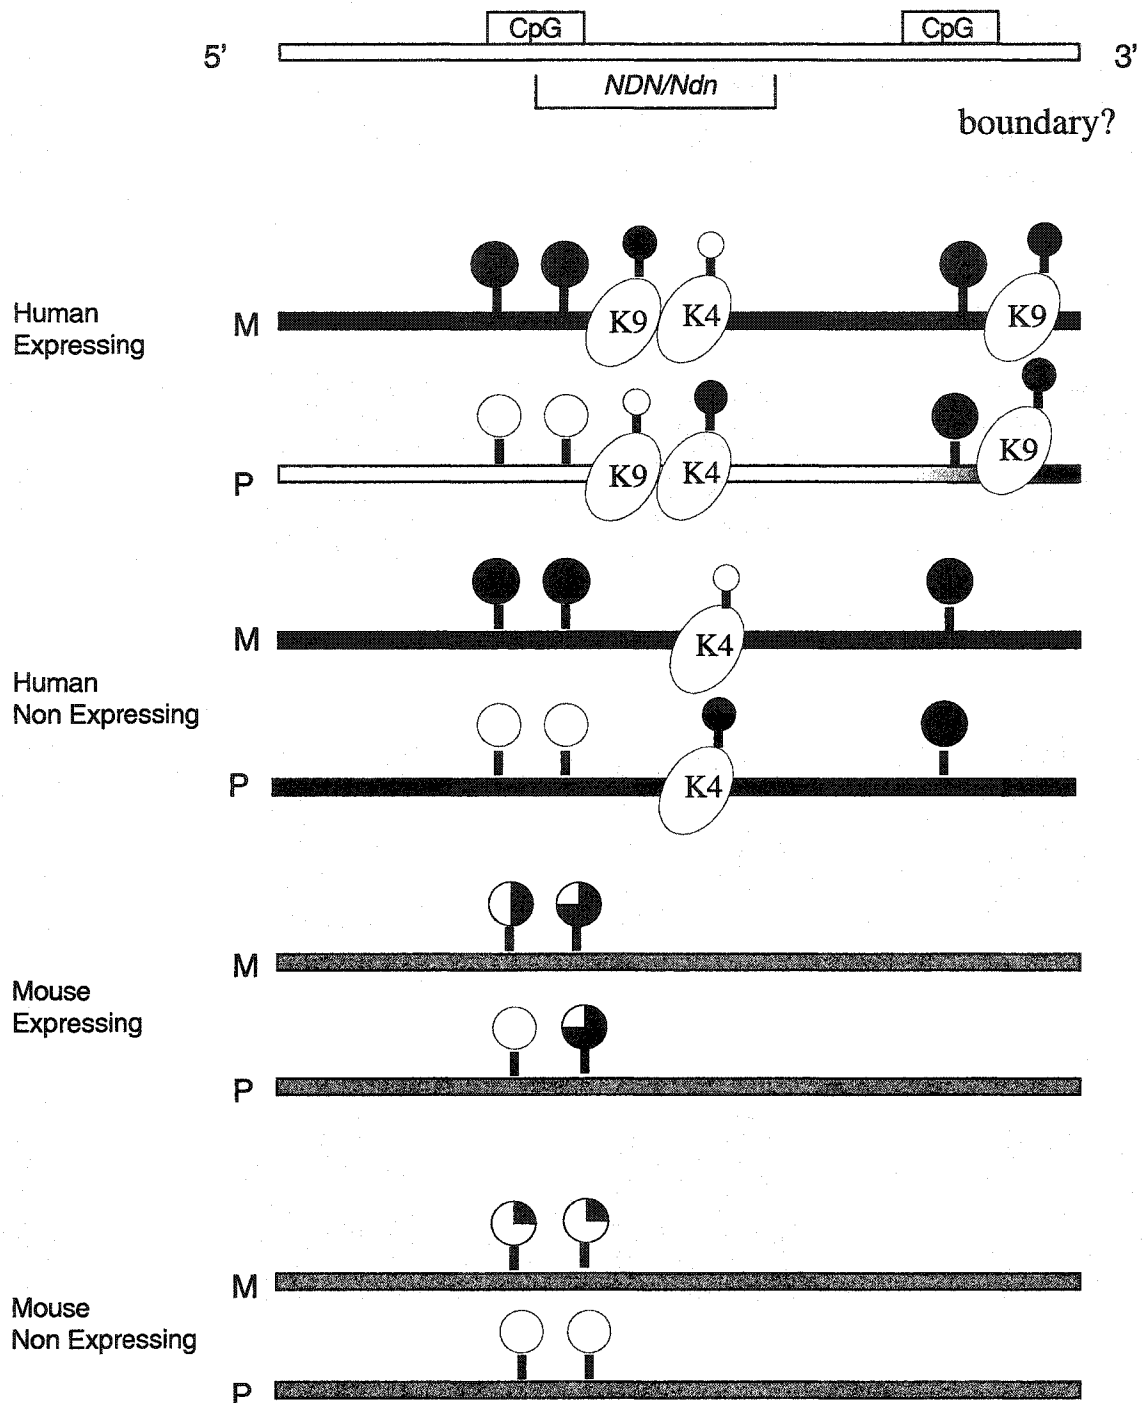 CpG CpG
5' 3'
NDN/Ndn
boundary?
Human
Expressing
M K9 K4 K9
P K9 K4 K9
Human
Non Expressing
M K4
P K4
Mouse
Expressing
M
P
Mouse
Non Expressing
M
P